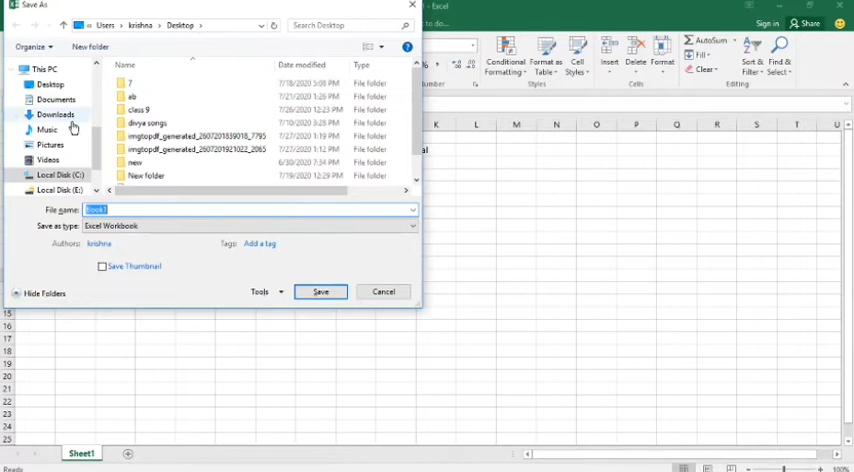 Save As
- Excel
Users > krishna > Desktop >
Search Desktop
to do...
Sign in
Share
Organize
New folder
AutoSum
Fill
Clear
Conditional
Formatting
Format as
Table
Cell
Styles
Insert
Delete
Format
Sort &
Filter
Find &
Select
Styles
Cells
Editing
This PC
Desktop
Documents
Downloads
Music
Pictures
Videos
Local Disk (C:)
Local Disk (E:)
Name
Date modified
Type
7
7/18/2020 5:08 PM
File folder
ab
7/21/2020 1:26 PM
File folder
class 9
7/26/2020 12:23 PM
File folder
divya songs
7/10/2020 3:28 PM
File folder
imgtopdf_generated_2607201839018_7795
7/27/2020 1:19 PM
File folder
imgtopdf_generated_2607201921022_2065
7/27/2020 1:12 PM
File folder
new
6/30/2020 7:34 PM
File folder
New folder
7/19/2020 12:29 PM
File folder
File name:
Book1
Save as type:
Excel Workbook
Authors:
krishna
Tags:
Add a tag
Save Thumbnail
Hide Folders
Tools
Save
Cancel
K L M N O P Q R S T U
al
15
16
17
18
19
20
21
22
23
24
25
Sheet1
Ready
100%